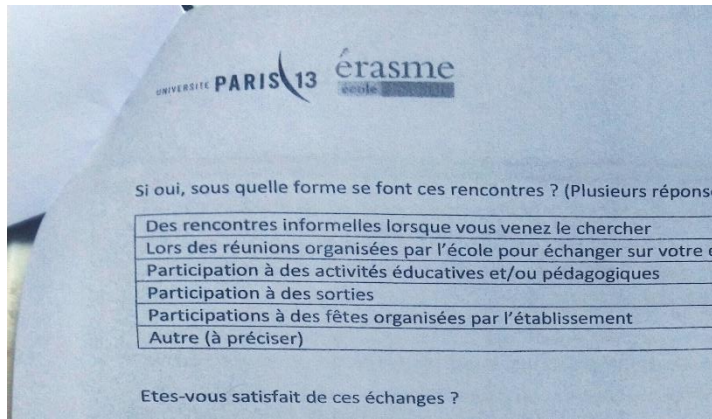 UNIVERSITÉ PARIS 13
érasme
école
Si oui, sous quelle forme se font ces rencontres ? (Plusieurs
Des rencontres informelles lorsque vous venez le chercher
Lors des réunions organisées par l'école pour échanger sur votre
Participation à des activités éducatives et/ou pédagogiques
Participation à des sorties
Participations à des fêtes organisées par l'établissement
Autre (à préciser)
Etes-vous satisfait de ces échanges ?